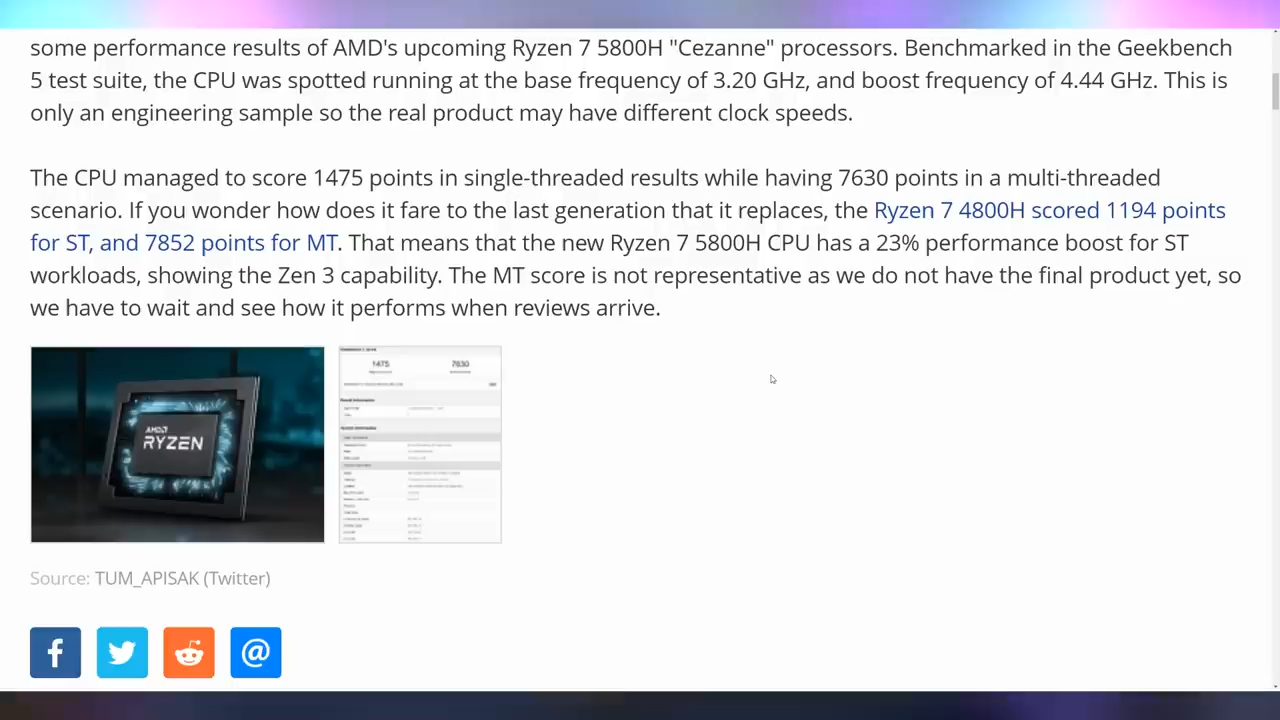 some performance results of AMD's upcoming Ryzen 7 5800H "Cezanne" processors. Benchmarked in the Geekbench
5 test suite, the CPU was spotted running at the base frequency of 3.20 GHz, and boost frequency of 4.44 GHz. This is
only an engineering sample so the real product may have different clock speeds.
The CPU managed to score 1475 points in single-threaded results while having 7630 points in a multi-threaded
scenario. If you wonder how does it fare to the last generation that it replaces, the Ryzen 7 4800H scored 1194 points
for ST, and 7852 points for MT. That means that the new Ryzen 7 5800H CPU has a 23% performance boost for ST
workloads, showing the Zen 3 capability. The MT score is not representative as we do not have the final product yet, so
we have to wait and see how it performs when reviews arrive.
AMD
RYZEN
1475 7630
Source: TUM_APISAK (Twitter)